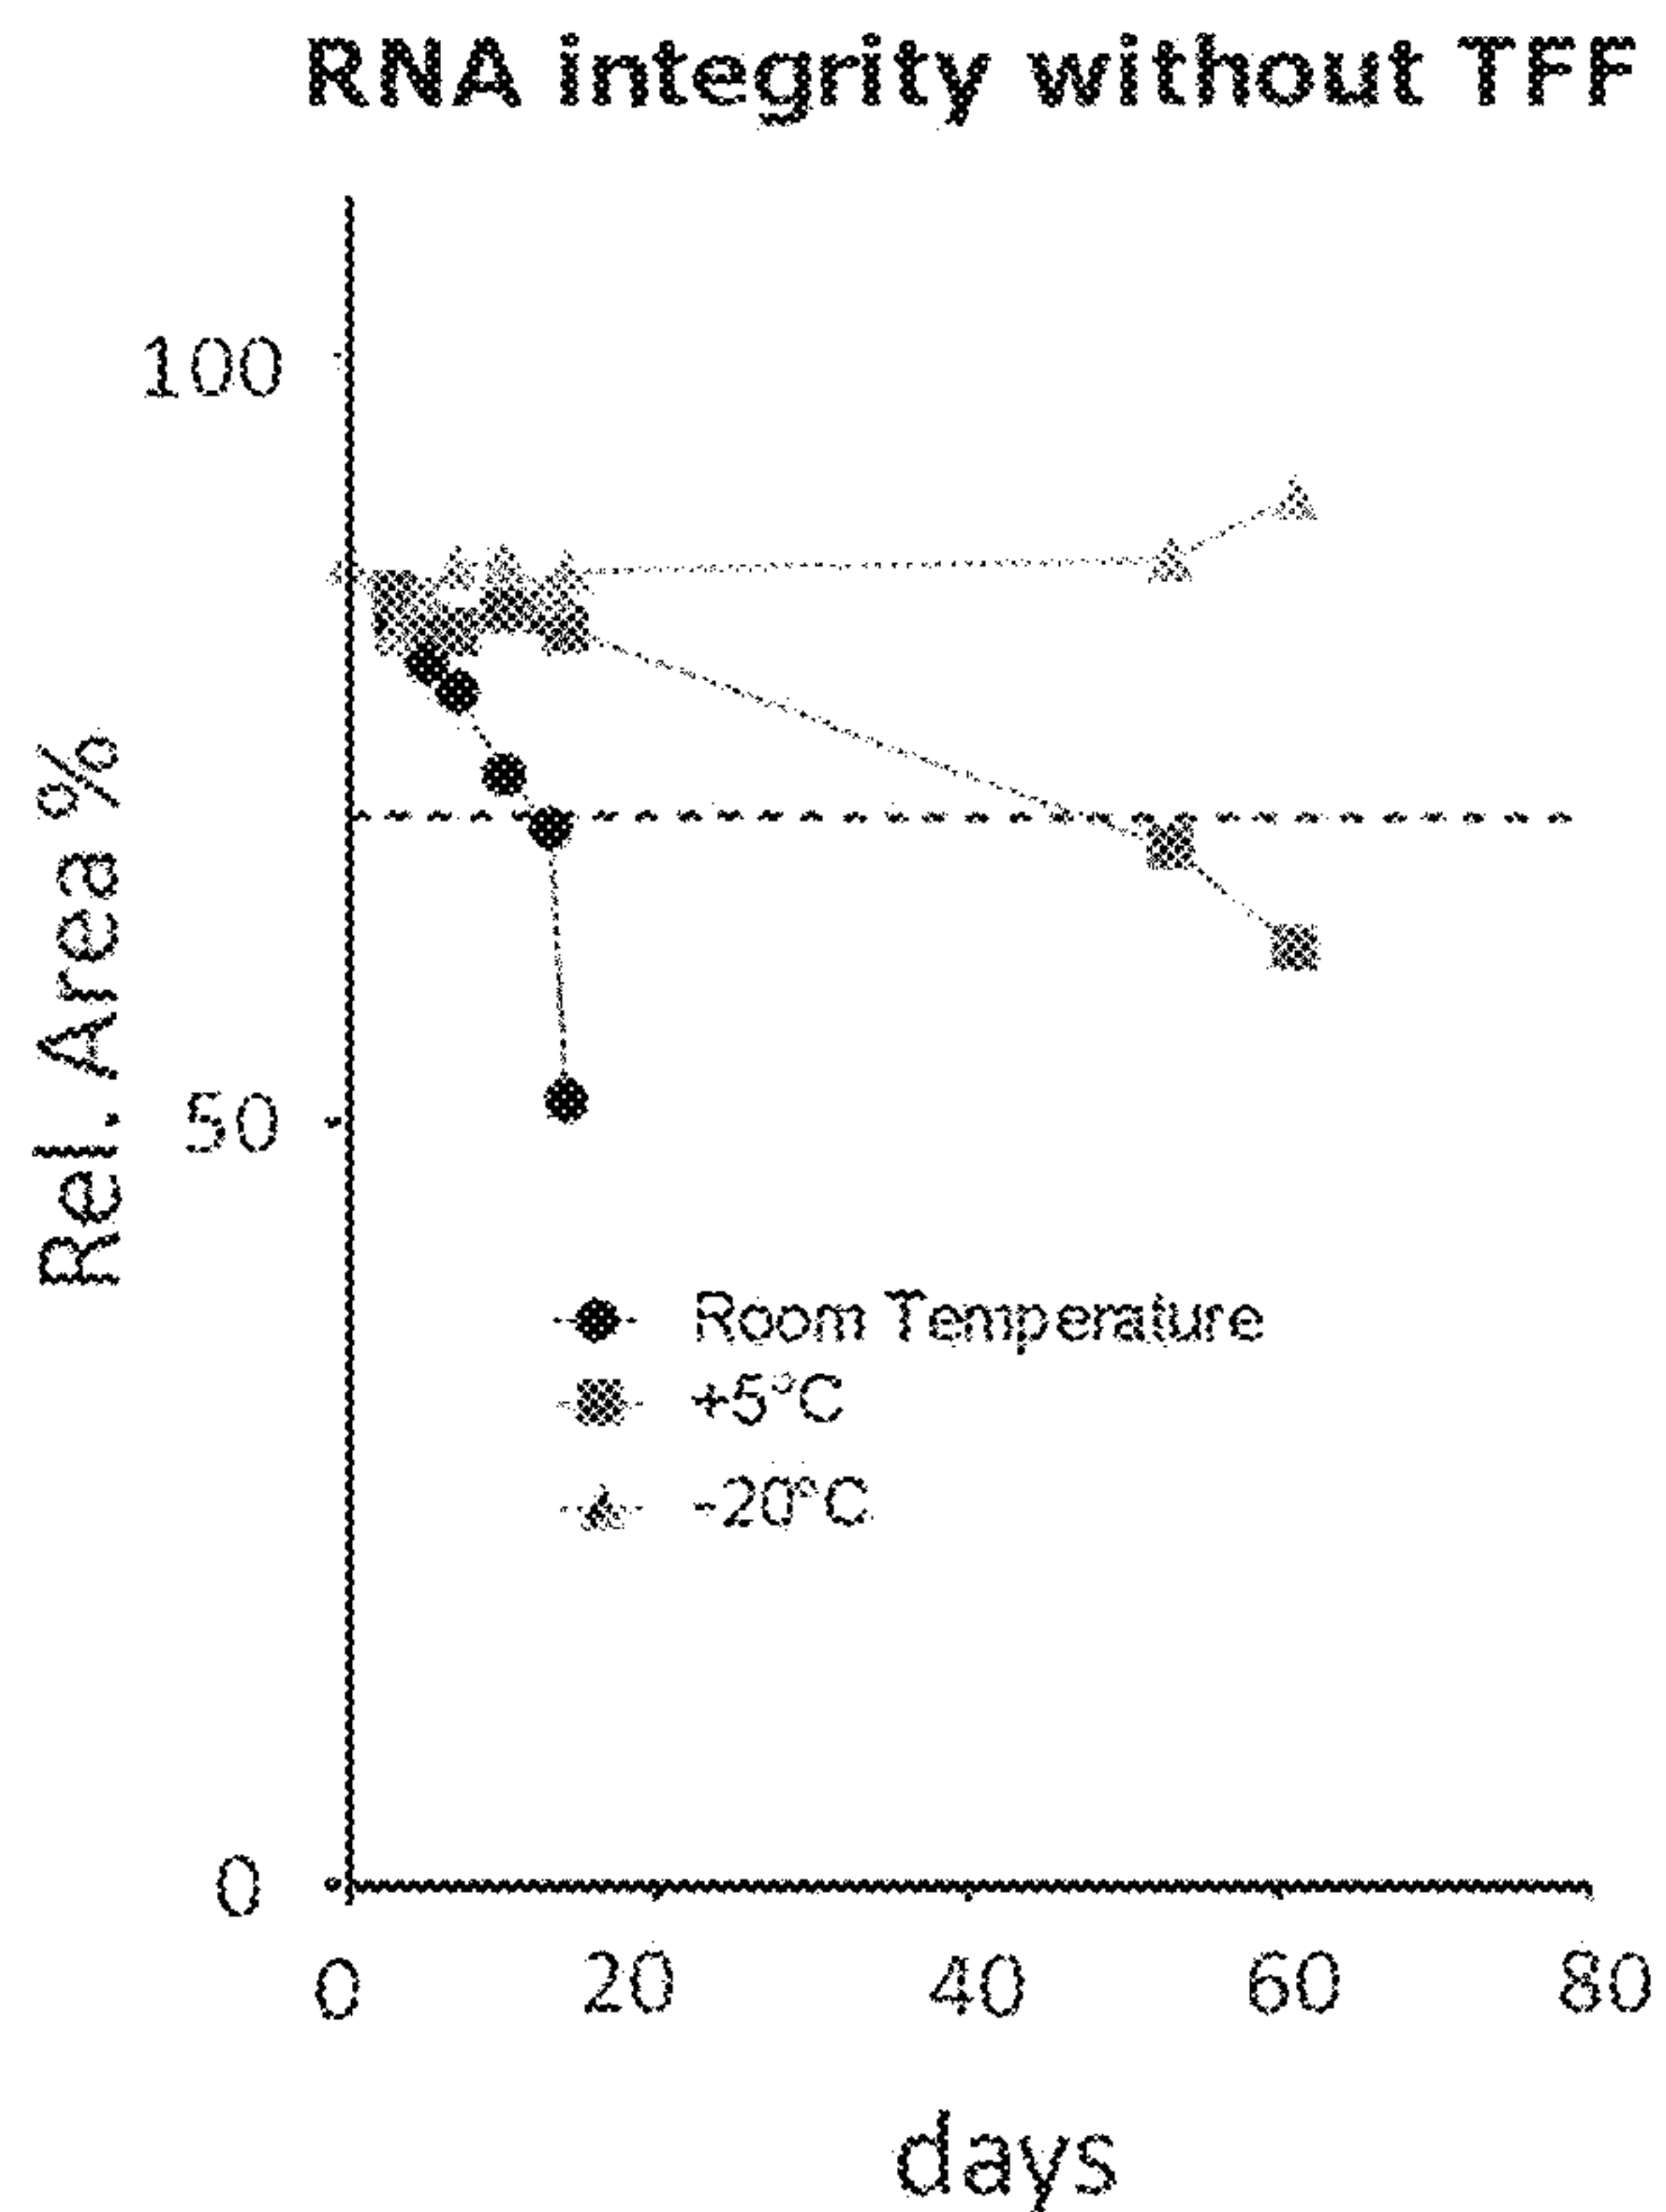 RNA integrity without TFF
100
50
0
Rel. Area %
Room Temperature
+5°C
-20°C
0 20 40 60 80
days